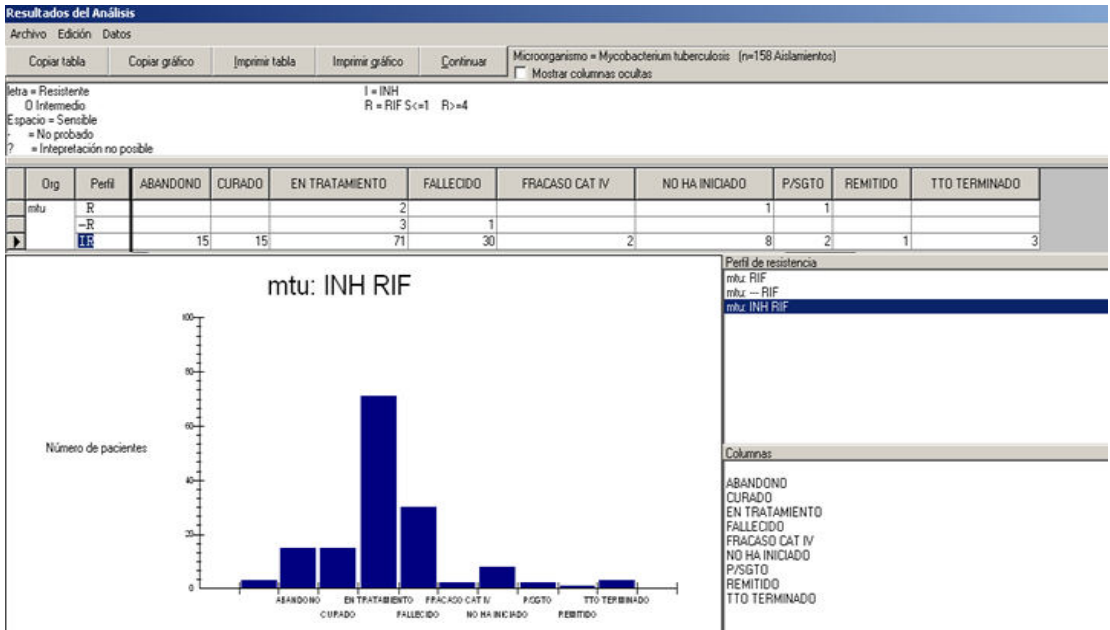 Resultados del Análisis
Archivo Edición Datos
Copiar tabla Copiar gráfico Imprimir tabla Imprimir gráfico Continuar Microorganismo = Mycobacterium tuberculosis (n=158 Aislamientos)
Mostrar columnas ocultas
letra = Resistente I = INH
O Intermedio R = RIF S<=1 R>=4
Espacio = Sensible
- = No probado
? = Intepretación no posible
Org Perfil ABANDONO CURADO EN TRATAMIENTO FALLECIDO FRACASO CAT IV NO HA INICIADO P/SGTO REMITIDO TTO TERMINADO
mtu R 2 1 1
-R 3 1
IR 15 15 71 30 2 8 2 1 3
Perfil de resistencia
mtu: RIF
mtu: -- RIF
mtu: INH RIF
mtu: INH RIF
100
80
60
40
20
0
Número de pacientes
ABANDONO EN TRATAMIENTO FRACASO CAT IV P/SGTO TTO TERMINADO
CURADO FALLECIDO NO HA INICIADO REMITIDO
Columnas
ABANDONO
CURADO
EN TRATAMIENTO
FALLECIDO
FRACASO CAT IV
NO HA INICIADO
P/SGTO
REMITIDO
TTO TERMINADO